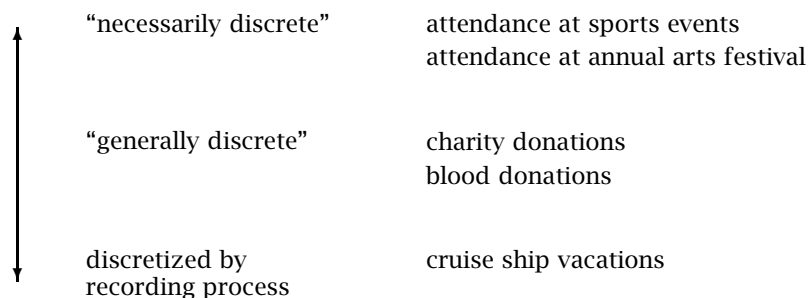 “necessarily discrete” attendance at sports events
attendance at annual arts festival
“generally discrete” charity donations
blood donations
discretized by cruise ship vacations
recording process